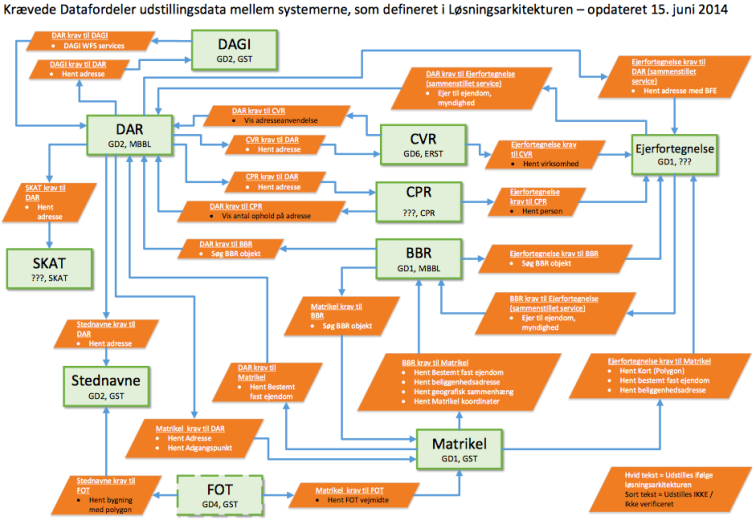 Krævede Datafordeler udstillingsdata mellem systemerne, som defineret i Løsningsarkitekturen – opdateret 15. juni 2014
DAR krav til DAGI
• DAGI WFS services
DAGI
GD2, GST
DAGI krav til DAR
• Hent adresse
DAR krav til Ejerfortegnelse
(sammenstillet service)
• Ejer til ejendom,
myndighed
Ejerfortegnelse krav til
DAR (sammenstillet
service)
• Hent adresse med BFE
DAR
GD2, MBBL
DAR krav til CVR
• Vis adresseanvendelse
CVR krav til DAR
• Hent adresse
CVR
GD6, ERST
Ejerfortegnelse krav
til CVR
• Hent virksomhed
Ejerfortegnelse
GD1, ???
SKAT krav til
DAR
• Hent
adresse
CPR krav til DAR
• Hent adresse
DAR krav til CPR
• Vis antal ophold på adresse
CPR
???, CPR
Ejerfortegnelse
krav til CPR
• Hent person
SKAT
???, SKAT
DAR krav til BBR
• Søg BBR objekt
BBR
GD1, MBBL
Ejerfortegnelse krav til BBR
• Søg BBR objekt
Matrikel krav til
BBR
• Søg BBR objekt
BBR krav til Ejerfortegnelse
(sammenstillet service)
• Ejer til ejendom,
myndighed
Stednavne krav til
DAR
• Hent adresse
Stednavne
GD2, GST
DAR krav til
Matrikel
• Hent Bestemt
fast ejendom
BBR krav til Matrikel
• Hent Bestemt fast ejendom
• Hent beliggenhedsadresse
• Hent geografisk sammenhæng
• Hent Matrikel koordinater
Ejerfortegnelse krav til Matrikel
• Hent Kort (Polygon)
• Hent bestemt fast ejendom
• Hent beliggenhedsadresse
Matrikel krav til DAR
• Hent Adresse
• Hent Adgangspunkt
Matrikel
GD1, GST
Stednavne krav til
FOT
• Hent bygning
med polygon
FOT
GD4, GST
Matrikel krav til FOT
• Hent FOT vejmidte
Hvid tekst = Udstilles ifølge
løsningsarkitekturen
Sort tekst = Udstilles IKKE /
Ikke verificeret